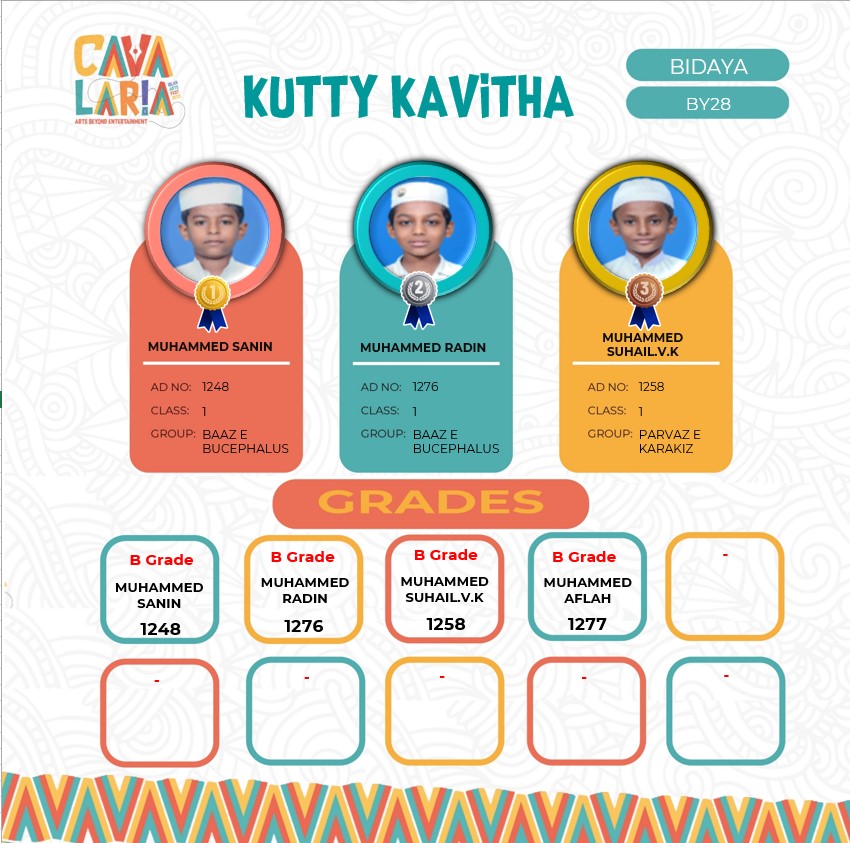 CAVA
LARIA
ARTS BEYOND ENTERTAINMENT
KUTTY KAViTHA
BIDAYA
BY28
1
2
3
MUHAMMED SANIN
AD NO: 1248
CLASS: 1
GROUP: BAAZ E
BUCEPHALUS
MUHAMMED RADIN
AD NO: 1276
CLASS: 1
GROUP: BAAZ E
BUCEPHALUS
MUHAMMED
SUHAIL.V.K
AD NO: 1258
CLASS: 1
GROUP: PARVAZ E
KARAKIZ
GRADES
B Grade
MUHAMMED
SANIN
1248
B Grade
MUHAMMED
RADIN
1276
B Grade
MUHAMMED
SUHAIL.V.K
1258
B Grade
MUHAMMED
AFLAH
1277
-
-
-
-
-
-